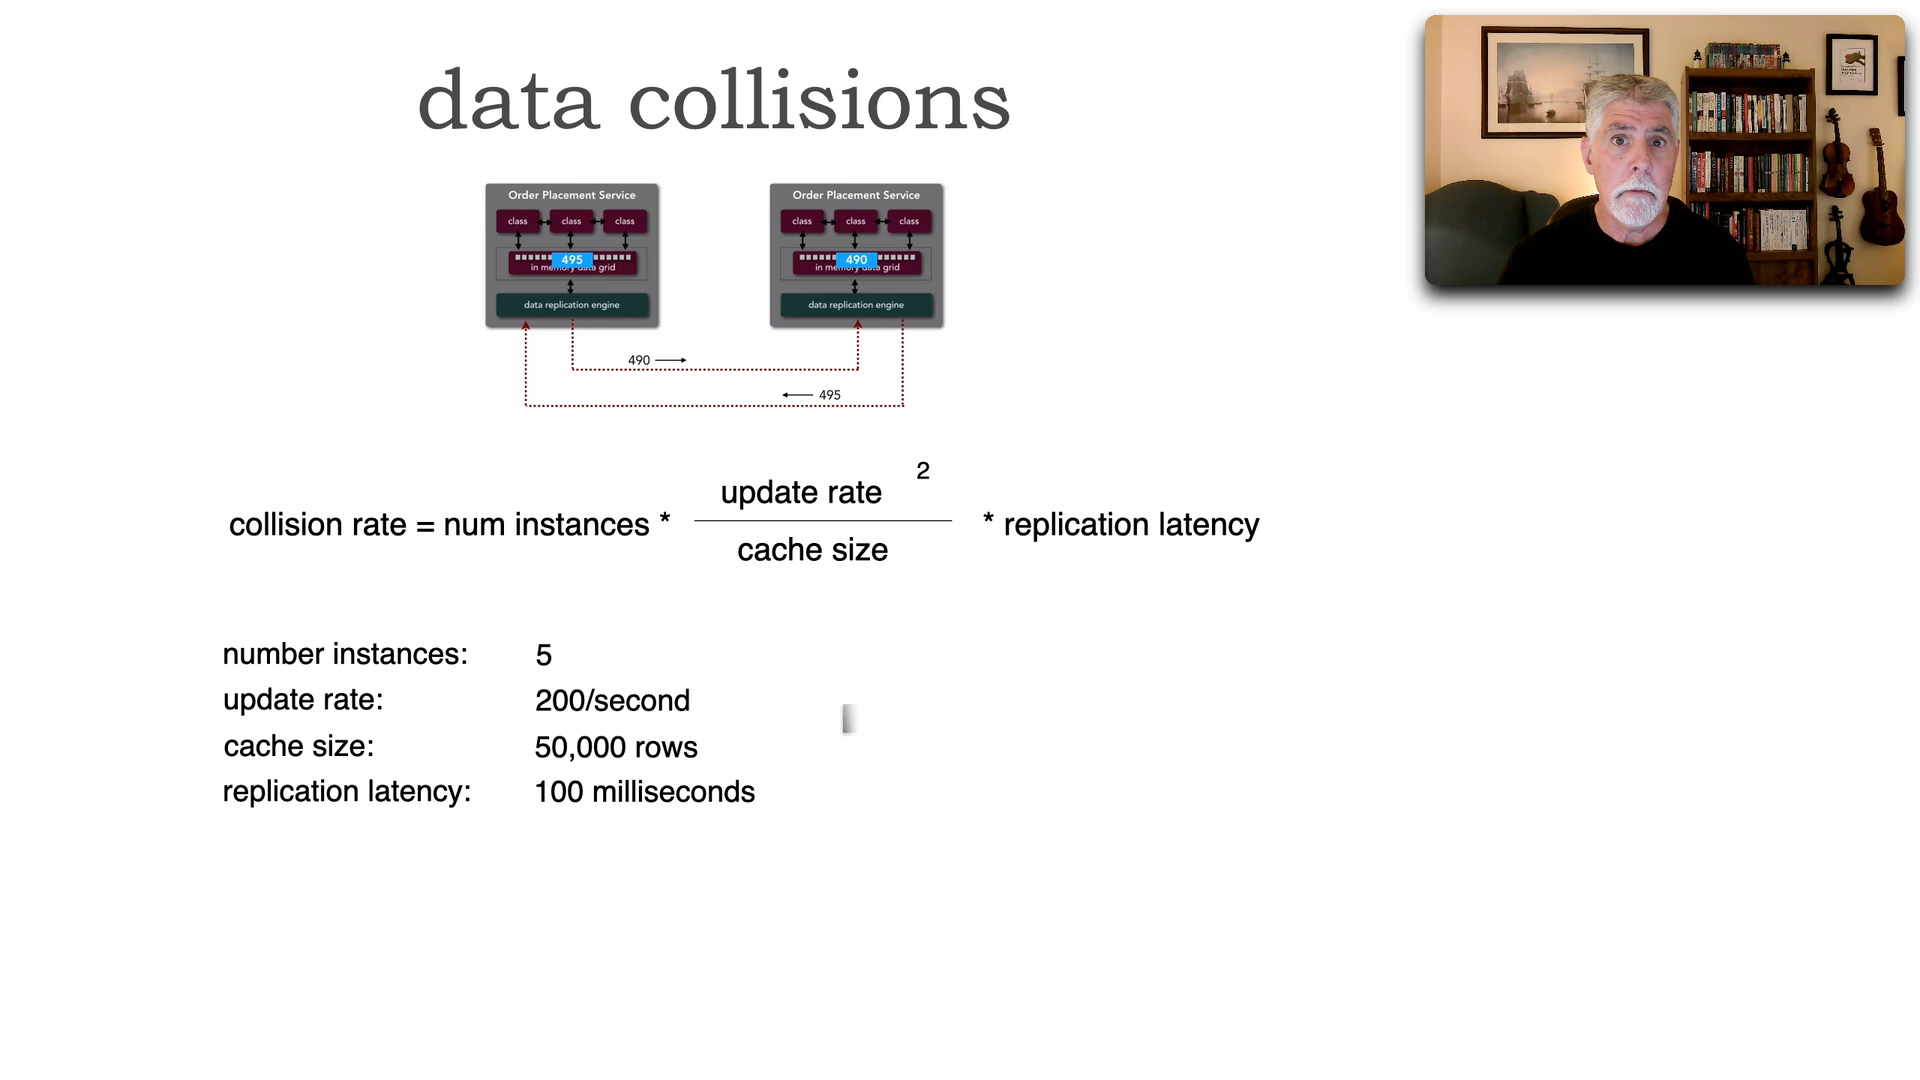 data collisions
Order Placement Service
class class class
495
in memory data grid
data replication engine
Order Placement Service
class class class
490
in memory data grid
data replication engine
490
495
collision rate = num instances * update rate 2
cache size
* replication latency
number instances: 5
update rate: 200/second
cache size: 50,000 rows
replication latency: 100 milliseconds